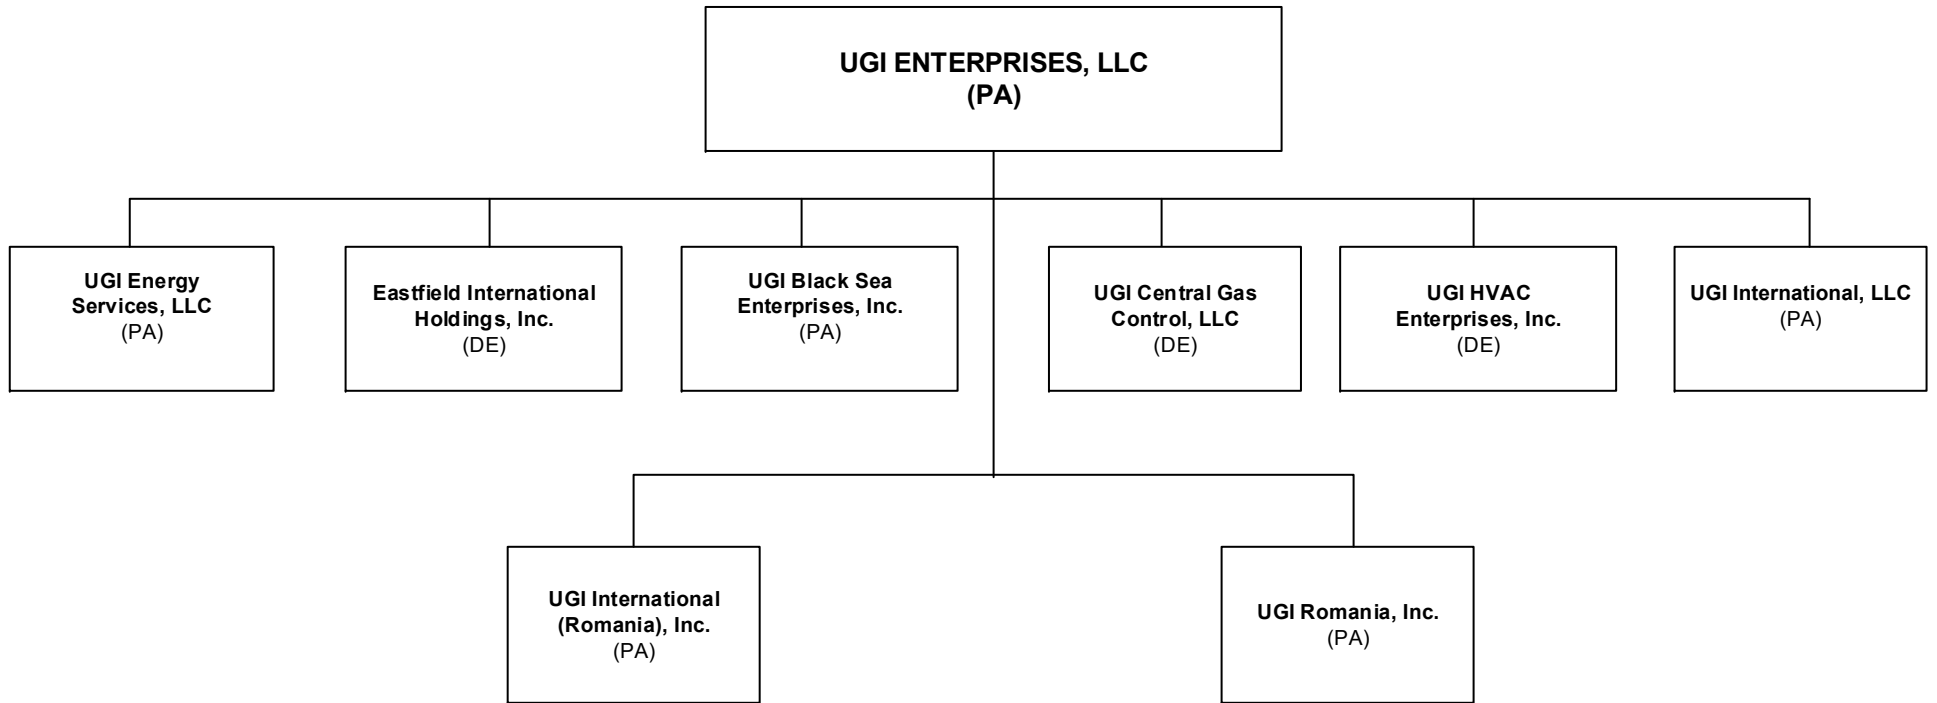 UGI ENTERPRISES, LLC
(PA)
UGI Energy
Services, LLC
(PA)
Eastfield International
Holdings, Inc.
(DE)
UGI Black Sea
Enterprises, Inc.
(PA)
UGI Central Gas
Control, LLC
(DE)
UGI HVAC
Enterprises, Inc.
(DE)
UGI International, LLC
(PA)
UGI International
(Romania), Inc.
(PA)
UGI Romania, Inc.
(PA)